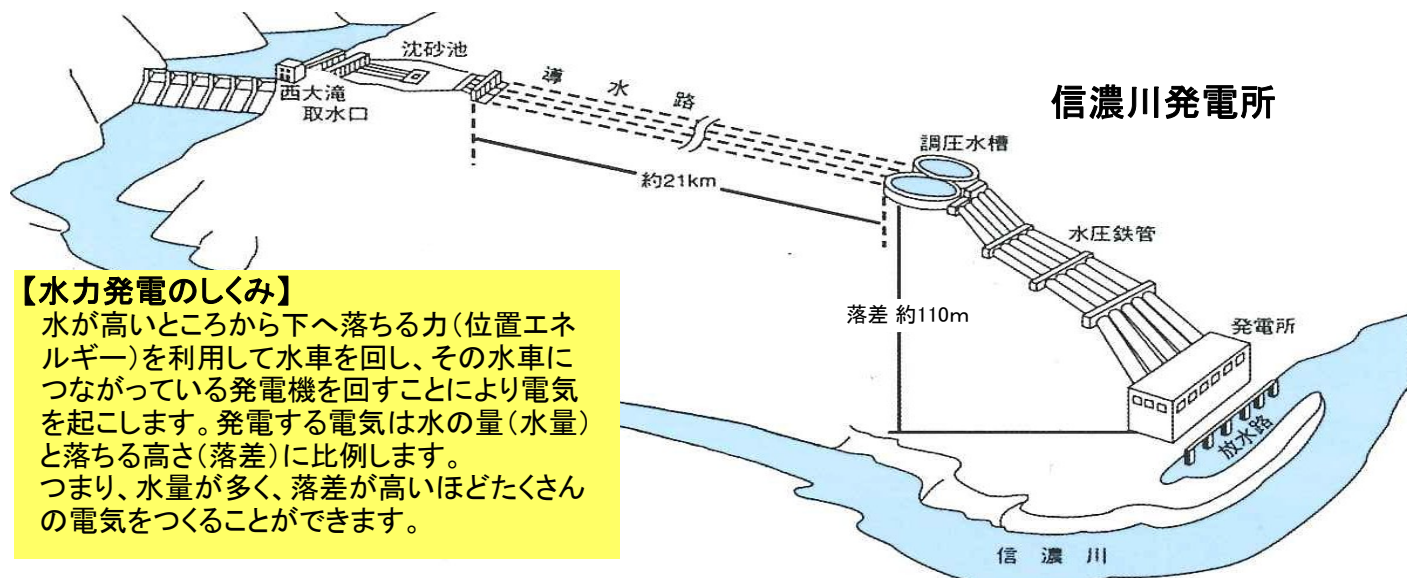 沈砂池
導水路
信濃川発電所
西大滝
取水口
調圧水槽
約21km
水圧鉄管
【水力発電のしくみ】
水が高いところから下へ落ちる力（位置エネ
ルギー）を利用して水車を回し、その水車に
つながっている発電機を回すことにより電気
を起こします。発電する電気は水の量（水量）
と落ちる高さ（落差）に比例します。
つまり、水量が多く、落差が高いほどたくさん
の電気をつくることができます。
落差 約110m
発電所
放水路
信濃川